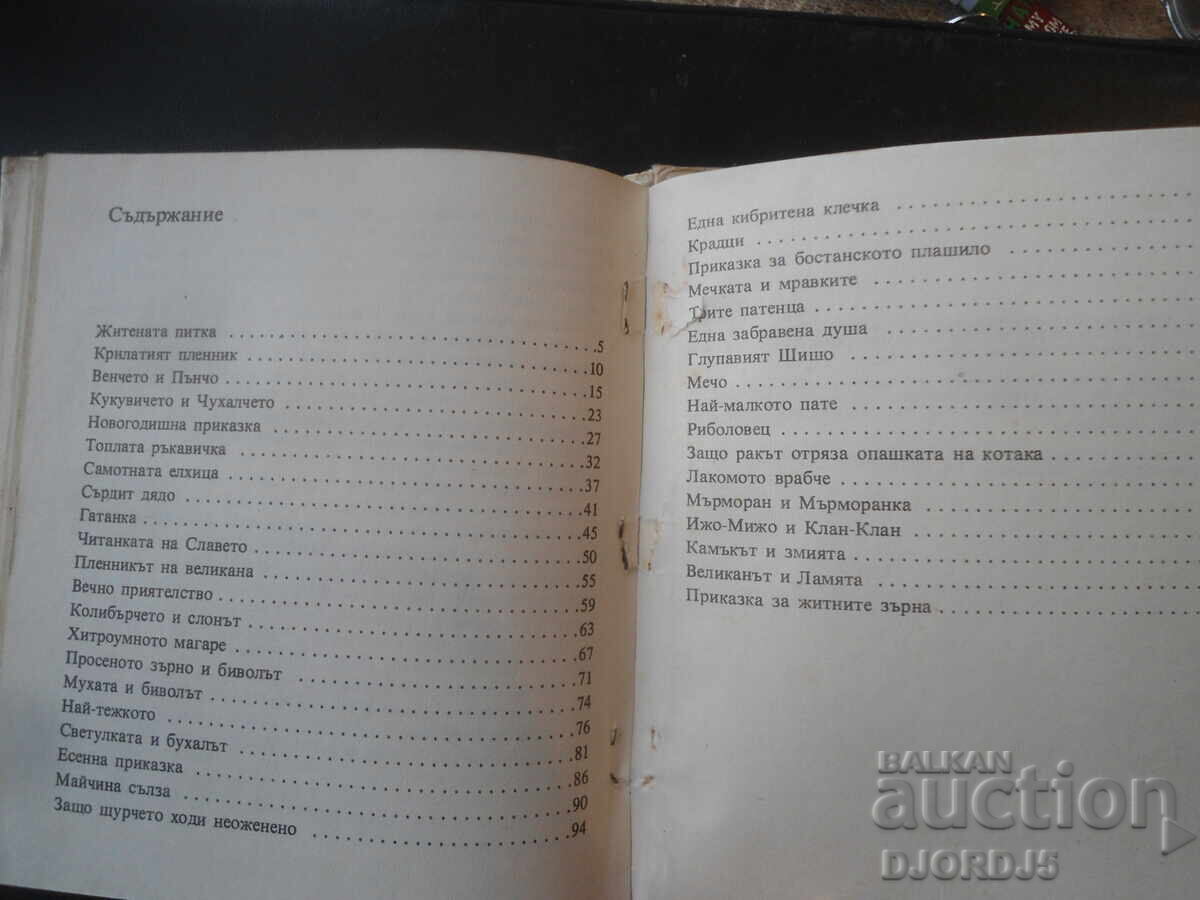 Съдържание
Житената питка 5
Крилатият пленник 10
Венчето и Пънчо 15
Кукувичето и Чухалчето 23
Новогодишна приказка 27
Топлата ръкавичка 32
Самотната елхица 37
Сърдит дядо 41
Гатанка 45
Читанката на Славето 50
Пленникът на великана 55
Вечно приятелство 59
Колибърчето и слонът 63
Хитроумното магаре 67
Просеното зърно и биволът 71
Мухата и биволът 74
Най-тежкото 76
Светулката и бухалът 81
Есенна приказка 86
Майчина сълза 90
Защо щурчето ходи неоженено 94
Една кибритена клечка
Крадци
Приказка за бостанското плашило
Мечката и мравките
Трите патенца
Една забравена душа
Глупавият Шишо
Мечо
Най-малкото пате
Риболовец
Защо ракът отряза опашката на котака
Лакомото врабче
Мърморан и Мърморанка
Ижо-Мижо и Клан-Клан
Камъкът и змията
Великанът и Ламята
Приказка за житните зърна
BALKAN
auction
DJORDJ5